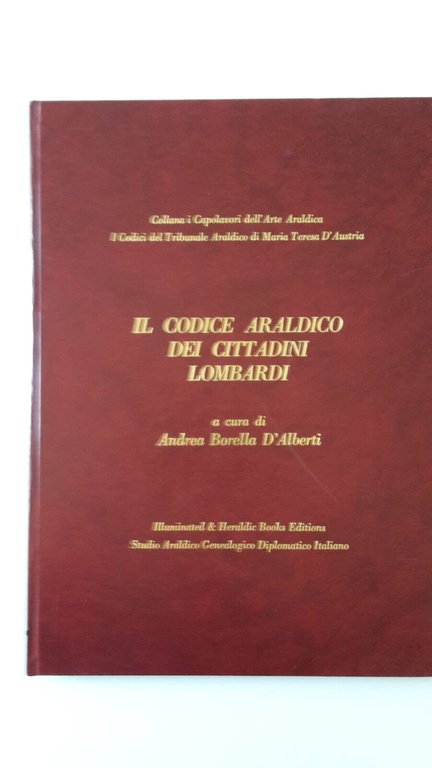 Collana i Capolavori dell'Arte Araldica
I Codici del Tribunale Araldico di Maria Teresa D'Austria
IL CODICE ARALDICO
DEI CITTADINI
LOMBARDI
a cura di
Andrea Borella D'Alberti
Illuminated & Heraldic Books Editions
Studio Araldico Genealogico Diplomatico Italiano